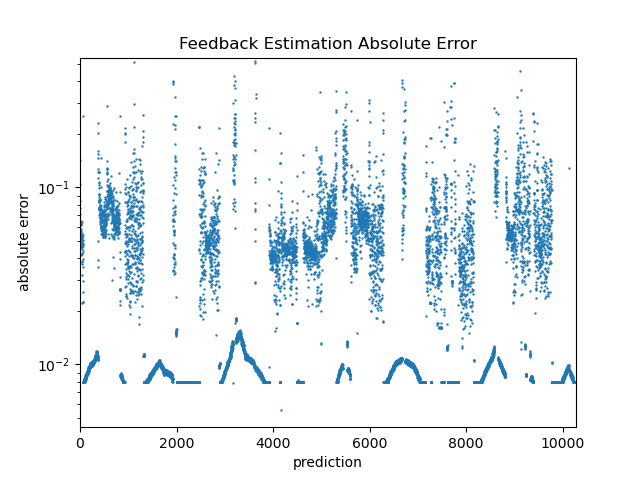 Feedback Estimation Absolute Error
absolute error
10⁻¹
10⁻²
0 2000 4000 6000 8000 10000
prediction